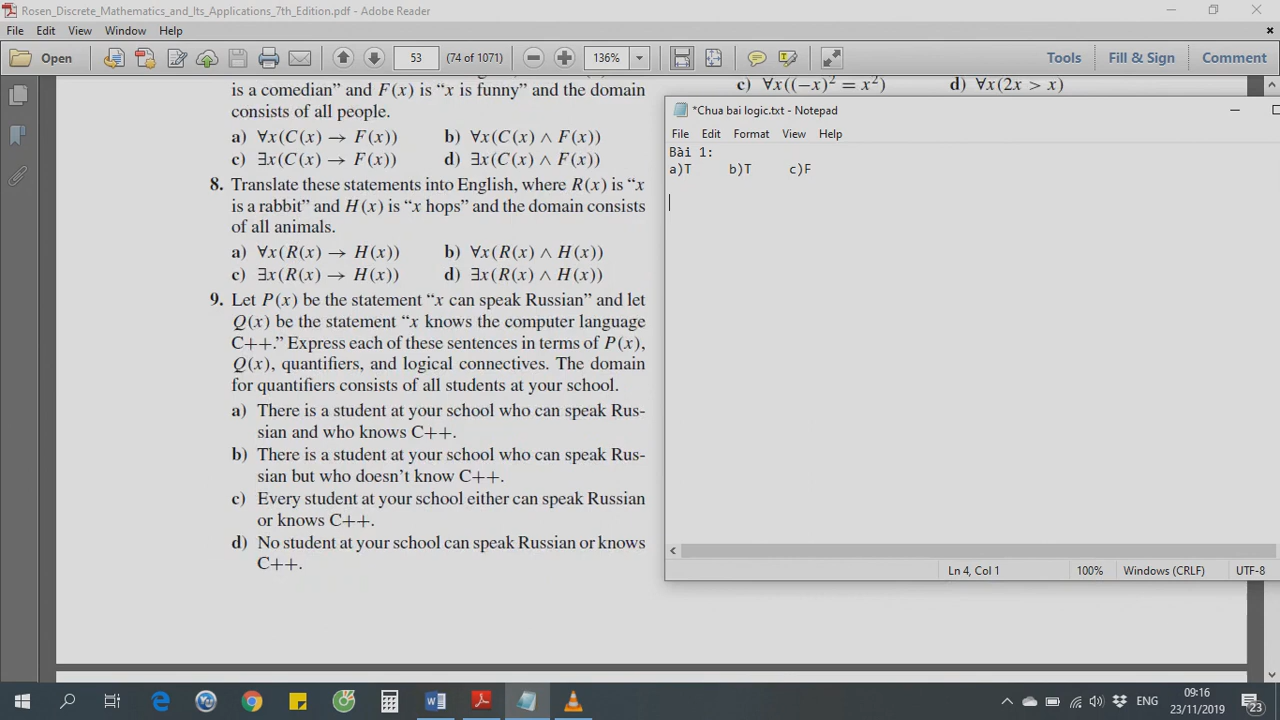 Rosen_Discrete_Mathematics_and_Its_Applications_7th_Edition.pdf - Adobe Reader
File Edit View Window Help
Open 53 (74 of 1071) 136% Tools Fill & Sign Comment
is a comedian” and F(x) is “x is funny” and the domain
consists of all people.
a) ∀x(C(x) → F(x)) b) ∀x(C(x) ∧ F(x))
c) ∃x(C(x) → F(x)) d) ∃x(C(x) ∧ F(x))
8. Translate these statements into English, where R(x) is “x
is a rabbit” and H(x) is “x hops” and the domain consists
of all animals.
a) ∀x(R(x) → H(x)) b) ∀x(R(x) ∧ H(x))
c) ∃x(R(x) → H(x)) d) ∃x(R(x) ∧ H(x))
9. Let P(x) be the statement “x can speak Russian” and let
Q(x) be the statement “x knows the computer language
C++.” Express each of these sentences in terms of P(x),
Q(x), quantifiers, and logical connectives. The domain
for quantifiers consists of all students at your school.
a) There is a student at your school who can speak Rus-
sian and who knows C++.
b) There is a student at your school who can speak Rus-
sian but who doesn’t know C++.
c) Every student at your school either can speak Russian
or knows C++.
d) No student at your school can speak Russian or knows
C++.
c) ∀x((−x)² = x²) d) ∀x(2x > x)
*Chua bai logic.txt - Notepad
File Edit Format View Help
Bài 1:
a)T b)T c)F
Ln 4, Col 1 100% Windows (CRLF) UTF-8
ENG 09:16
23/11/2019 23